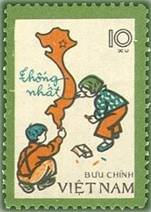 10
XU
thống
nhất
BƯU CHÍNH
VIỆT NAM